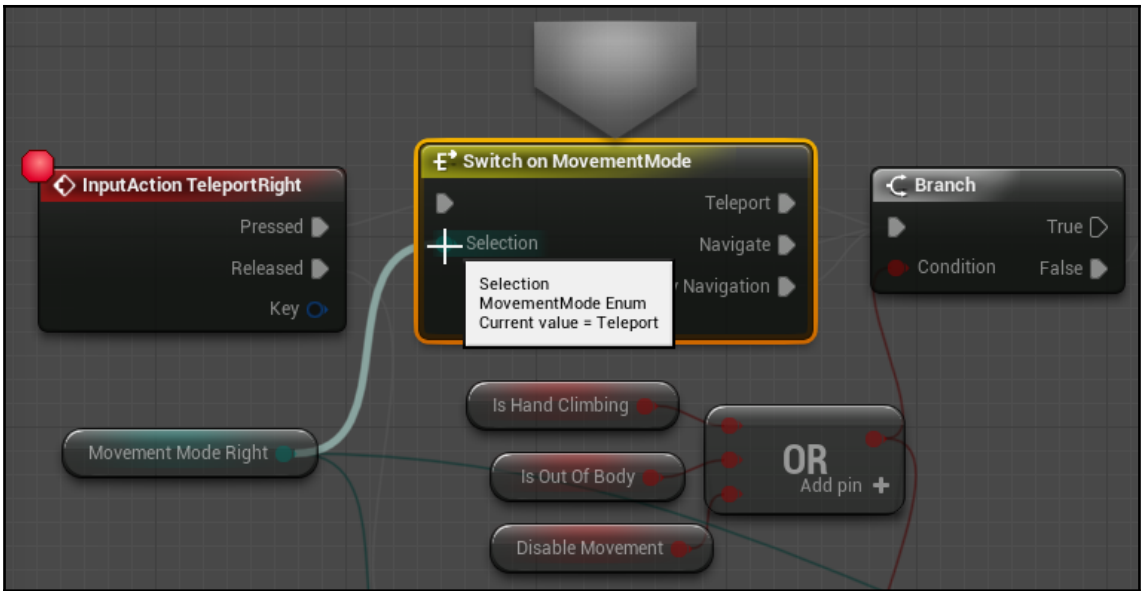 Switch on MovementMode
InputAction TeleportRight
Branch
Pressed
Teleport
True
Selection
Navigate
Released
Condition
False
Selection
MovementMode Enum
Current value = Teleport
Navigation
Key
Is Hand Climbing
Movement Mode Right
OR
Add pin
Is Out Of Body
Disable Movement